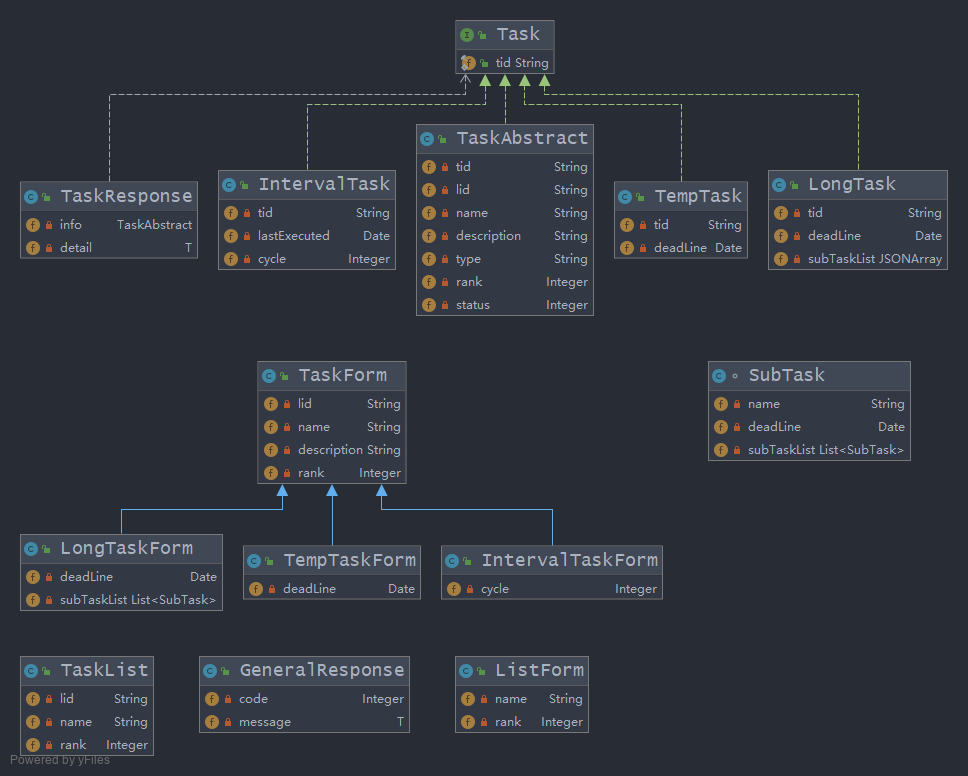 Task
tid String
TaskResponse
info TaskAbstract
detail T
IntervalTask
tid String
lastExecuted Date
cycle Integer
TaskAbstract
tid String
lid String
name String
description String
type String
rank Integer
status Integer
TempTask
tid String
deadLine Date
LongTask
tid String
deadLine Date
subTaskList JSONArray
TaskForm
lid String
name String
description String
rank Integer
SubTask
name String
deadLine Date
subTaskList List<SubTask>
LongTaskForm
deadLine Date
subTaskList List<SubTask>
TempTaskForm
deadLine Date
IntervalTaskForm
cycle Integer
TaskList
lid String
name String
rank Integer
GeneralResponse
code Integer
message T
ListForm
name String
rank Integer
Powered by yFiles